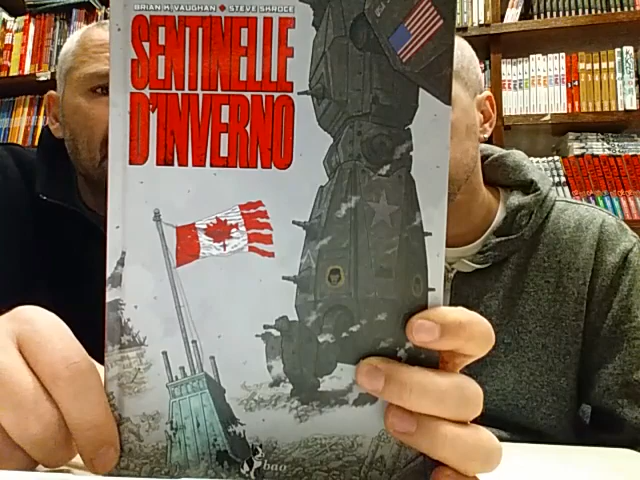 BRIAN K. VAUGHAN ♦ STEVE SKROCE
SENTINELLE
D'INVERNO
bao